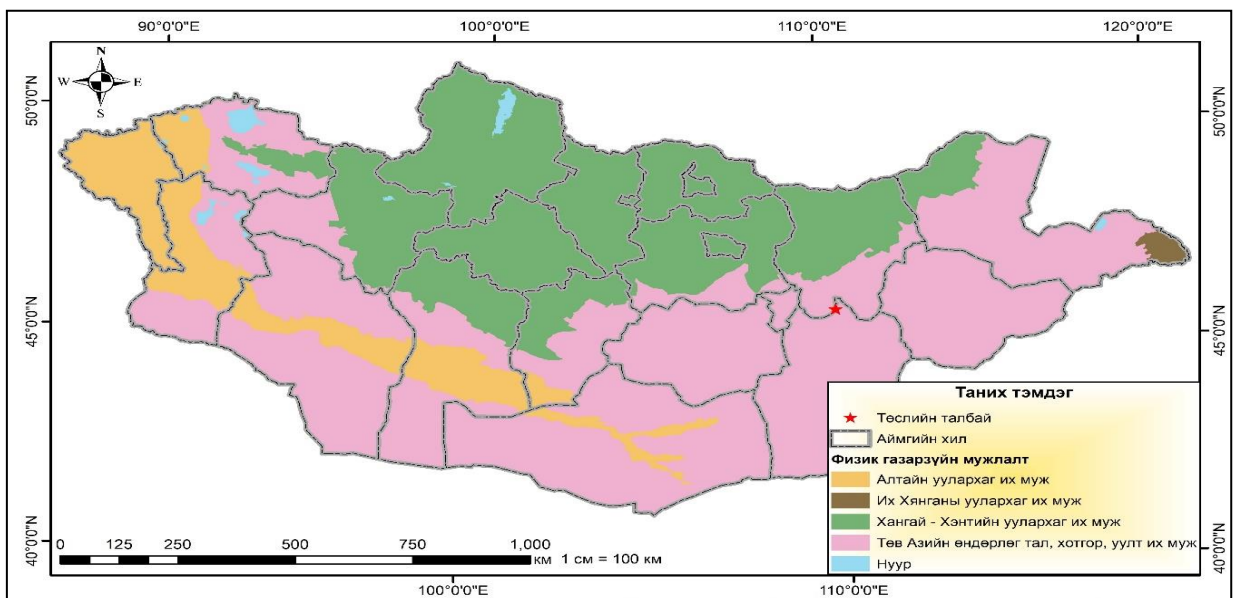 90°0'0"E 100°0'0"E 110°0'0"E 120°0'0"E
N
W E
S
50°0'0"N 50°0'0"N
45°0'0"N 45°0'0"N
40°0'0"N 40°0'0"N
Таних тэмдэг
Төслийн талбай
Аймгийн хил
Физик газарзүйн мужлалт
Алтайн уулархаг их муж
Их Хянганы уулархаг их муж
Хангай - Хэнтийн уулархаг их муж
Төв Азийн өндөрлөг тал, хотгор, уулт их муж
Нуур
0 125 250 500 750 1,000
км 1 см = 100 км
100°0'0"E 110°0'0"E